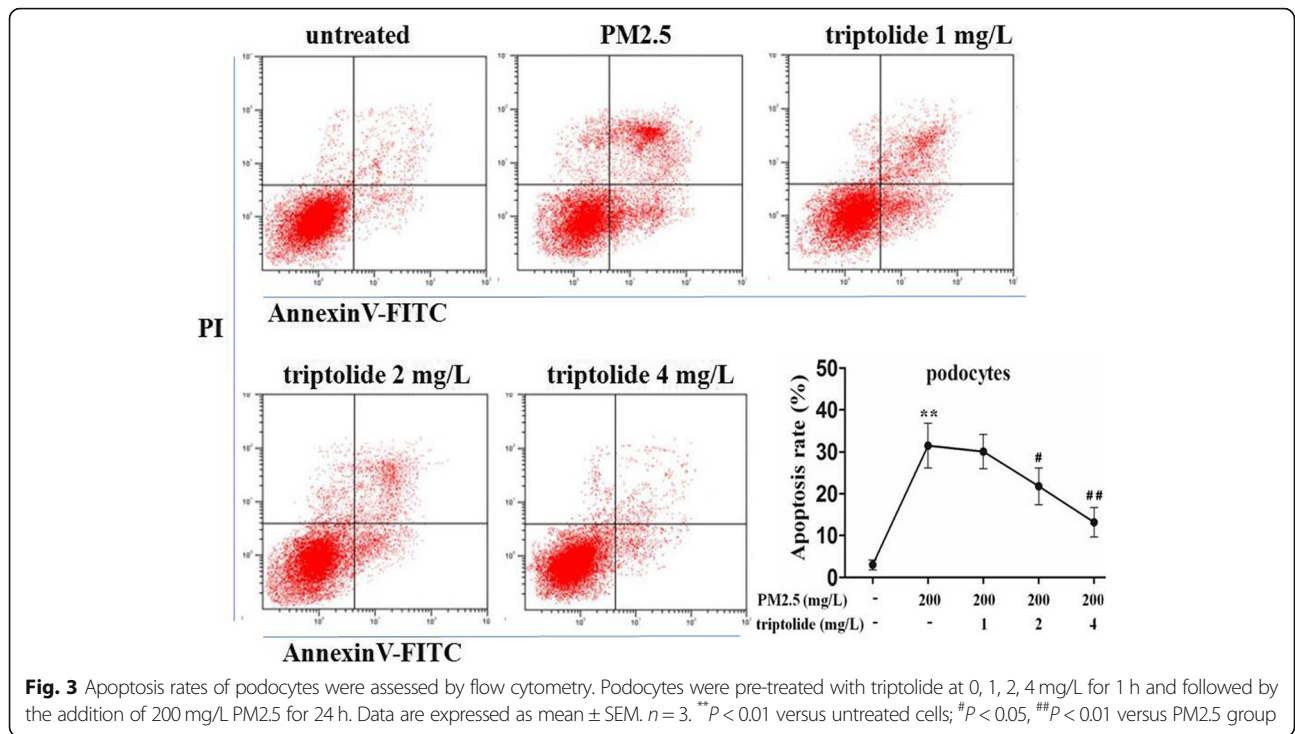 untreated
PM2.5
triptolide 1 mg/L
PI
AnnexinV-FITC
triptolide 2 mg/L
triptolide 4 mg/L
AnnexinV-FITC
podocytes
Apoptosis rate (%)
50
40
30
20
10
0
**
#
##
PM2.5 (mg/L) - 200 200 200 200
triptolide (mg/L) - - 1 2 4
Fig. 3 Apoptosis rates of podocytes were assessed by flow cytometry. Podocytes were pre-treated with triptolide at 0, 1, 2, 4 mg/L for 1 h and followed by
the addition of 200 mg/L PM2.5 for 24 h. Data are expressed as mean ± SEM. n = 3. **P < 0.01 versus untreated cells; #P < 0.05, ##P < 0.01 versus PM2.5 group